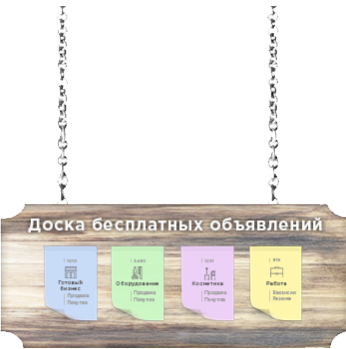 Доска бесплатных объявлений
Готовый
бизнес
Продажа
Покупка
Оборудование
Продажа
Покупка
Косметика
Продажа
Покупка
Работа
Вакансии
Резюме